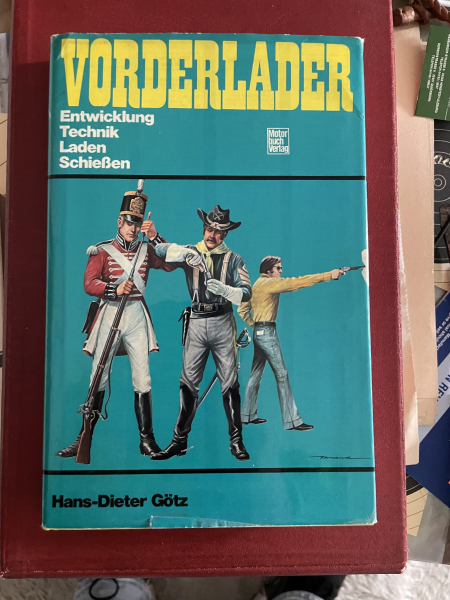 VORDERLADER
Entwicklung
Technik
Laden
Schießen
Motor
buch
Verlag
Hans-Dieter Götz